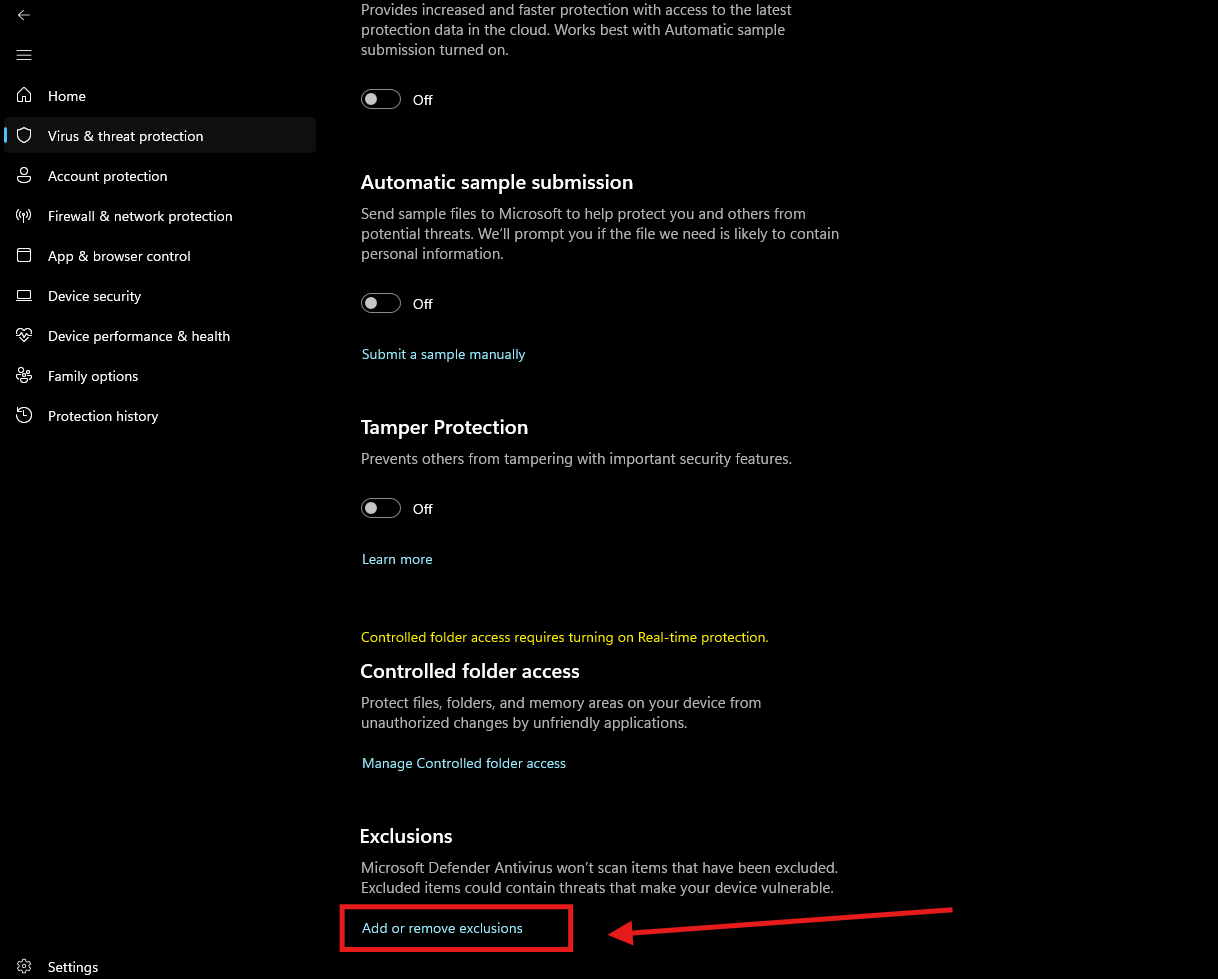 Home
Virus & threat protection
Account protection
Firewall & network protection
App & browser control
Device security
Device performance & health
Family options
Protection history
Settings
Provides increased and faster protection with access to the latest
protection data in the cloud. Works best with Automatic sample
submission turned on.
Off
Automatic sample submission
Send sample files to Microsoft to help protect you and others from
potential threats. We’ll prompt you if the file we need is likely to contain
personal information.
Off
Submit a sample manually
Tamper Protection
Prevents others from tampering with important security features.
Off
Learn more
Controlled folder access requires turning on Real-time protection.
Controlled folder access
Protect files, folders, and memory areas on your device from
unauthorized changes by unfriendly applications.
Manage Controlled folder access
Exclusions
Microsoft Defender Antivirus won’t scan items that have been excluded.
Excluded items could contain threats that make your device vulnerable.
Add or remove exclusions